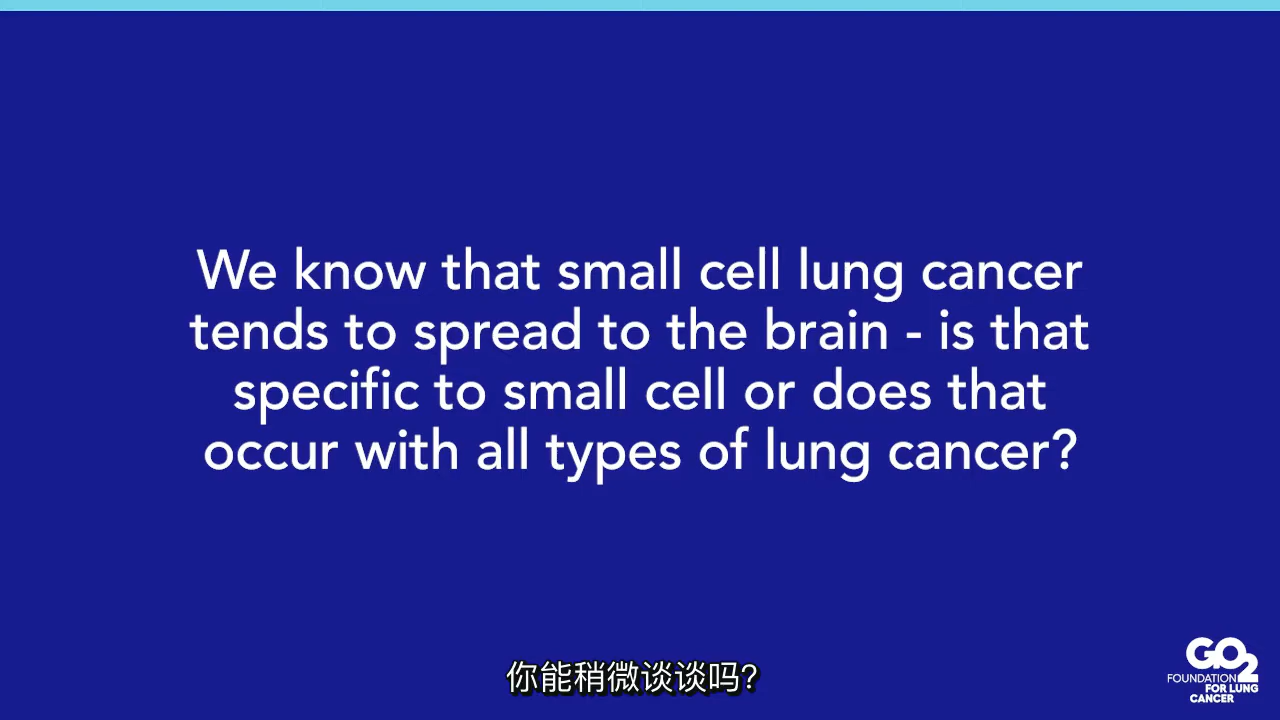 We know that small cell lung cancer
tends to spread to the brain - is that
specific to small cell or does that
occur with all types of lung cancer?
你能稍微谈谈吗?
GO2
FOUNDATION
FOR LUNG
CANCER